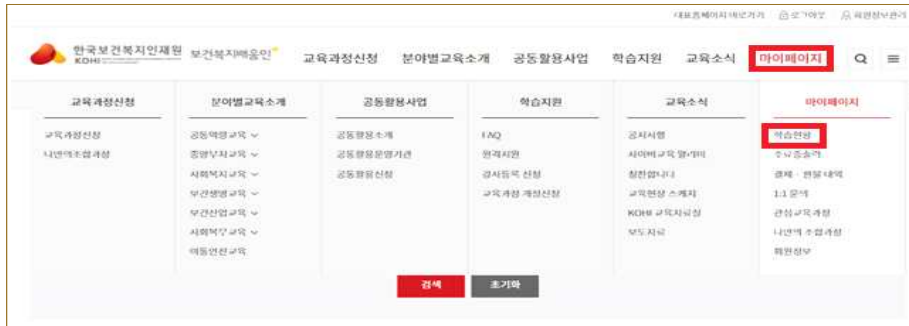 대표홈페이지 바로가기 로그아웃 회원정보관리
한국보건복지인재원 보건복지배움인 교육과정신청 분야별교육소개 공동활용사업 학습지원 교육소식 마이페이지
KOHI
교육과정신청 분야별교육소개 공동활용사업 학습지원 교육소식 마이페이지
교육과정신청 공통역량교육 공동활용소개 FAQ 공지사항 학습현황
나만의조합과정 중앙부처교육 공동활용운영기관 원격지원 사이버교육 알리미 수료증출력
사회복지교육 공동활용신청 강사등록 신청 칭찬합니다 결제 · 환불 내역
보건생명교육 교육과정 개설신청 교육현장 스케치 1:1 문의
보건산업교육 KOHI 교육자료실 관심교육과정
사회복무교육 보도자료 나만의 조합과정
아동안전교육 회원정보
검색 초기화